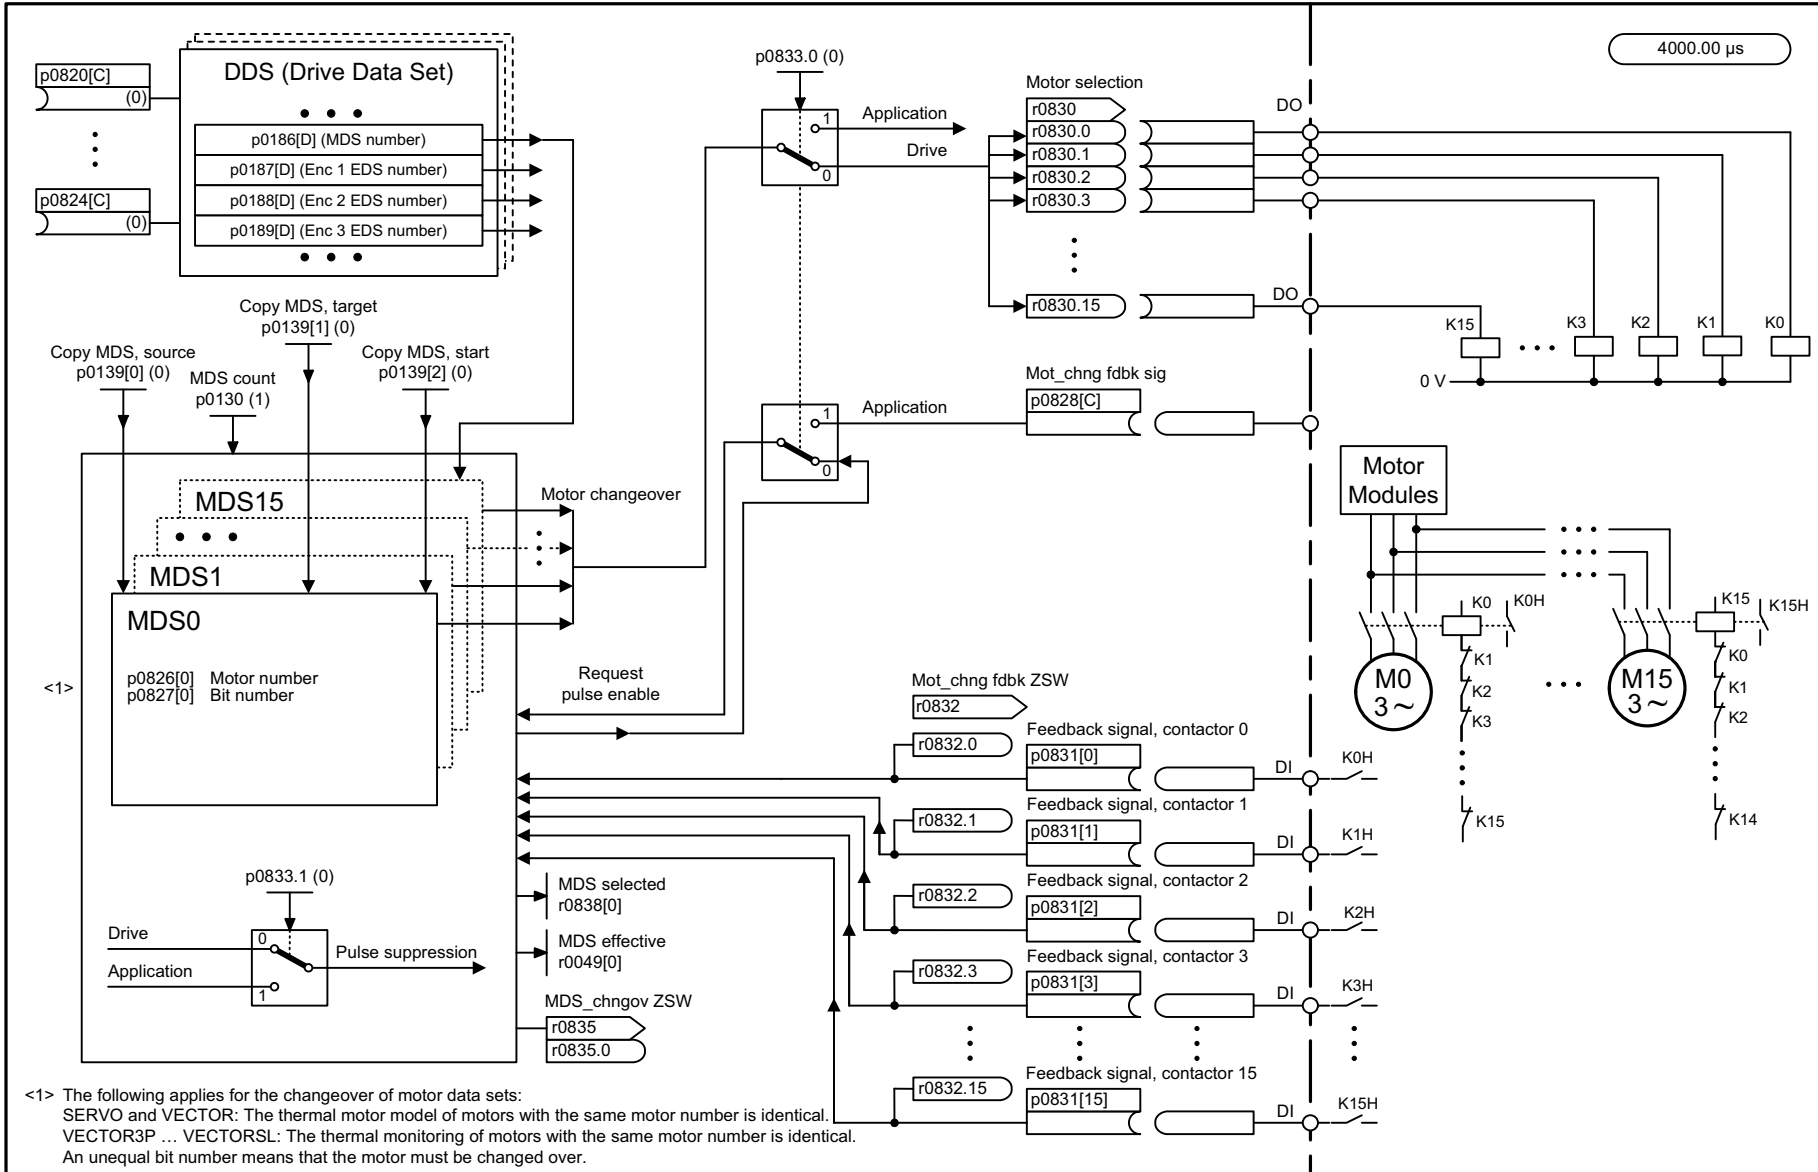 4000.00 µs
p0820[C]
(0)
p0824[C]
(0)
DDS (Drive Data Set)
p0186[D] (MDS number)
p0187[D] (Enc 1 EDS number)
p0188[D] (Enc 2 EDS number)
p0189[D] (Enc 3 EDS number)
p0833.0 (0)
1
0
Application
Drive
Motor selection
r0830
r0830.0
r0830.1
r0830.2
r0830.3
r0830.15
DO
DO
K15
K3
K2
K1
K0
0 V
Copy MDS, target
p0139[1] (0)
Copy MDS, source
p0139[0] (0)
MDS count
p0130 (1)
Copy MDS, start
p0139[2] (0)
1
0
Application
Mot_chng fdbk sig
p0828[C]
Motor
Modules
MDS15
MDS1
MDS0
p0826[0] Motor number
p0827[0] Bit number
<1>
Motor changeover
Request
pulse enable
K0
K0H
K1
K2
K3
K15
M0
3 ~
M15
3 ~
K15
K15H
K0
K1
K2
K14
Mot_chng fdbk ZSW
r0832
r0832.0
Feedback signal, contactor 0
p0831[0]
DI
K0H
r0832.1
Feedback signal, contactor 1
p0831[1]
DI
K1H
r0832.2
Feedback signal, contactor 2
p0831[2]
DI
K2H
r0832.3
Feedback signal, contactor 3
p0831[3]
DI
K3H
r0832.15
Feedback signal, contactor 15
p0831[15]
DI
K15H
p0833.1 (0)
Drive
Application
0
1
Pulse suppression
MDS selected
r0838[0]
MDS effective
r0049[0]
MDS_chngov ZSW
r0835
r0835.0
<1> The following applies for the changeover of motor data sets:
SERVO and VECTOR: The thermal motor model of motors with the same motor number is identical.
VECTOR3P … VECTORSL: The thermal monitoring of motors with the same motor number is identical.
An unequal bit number means that the motor must be changed over.